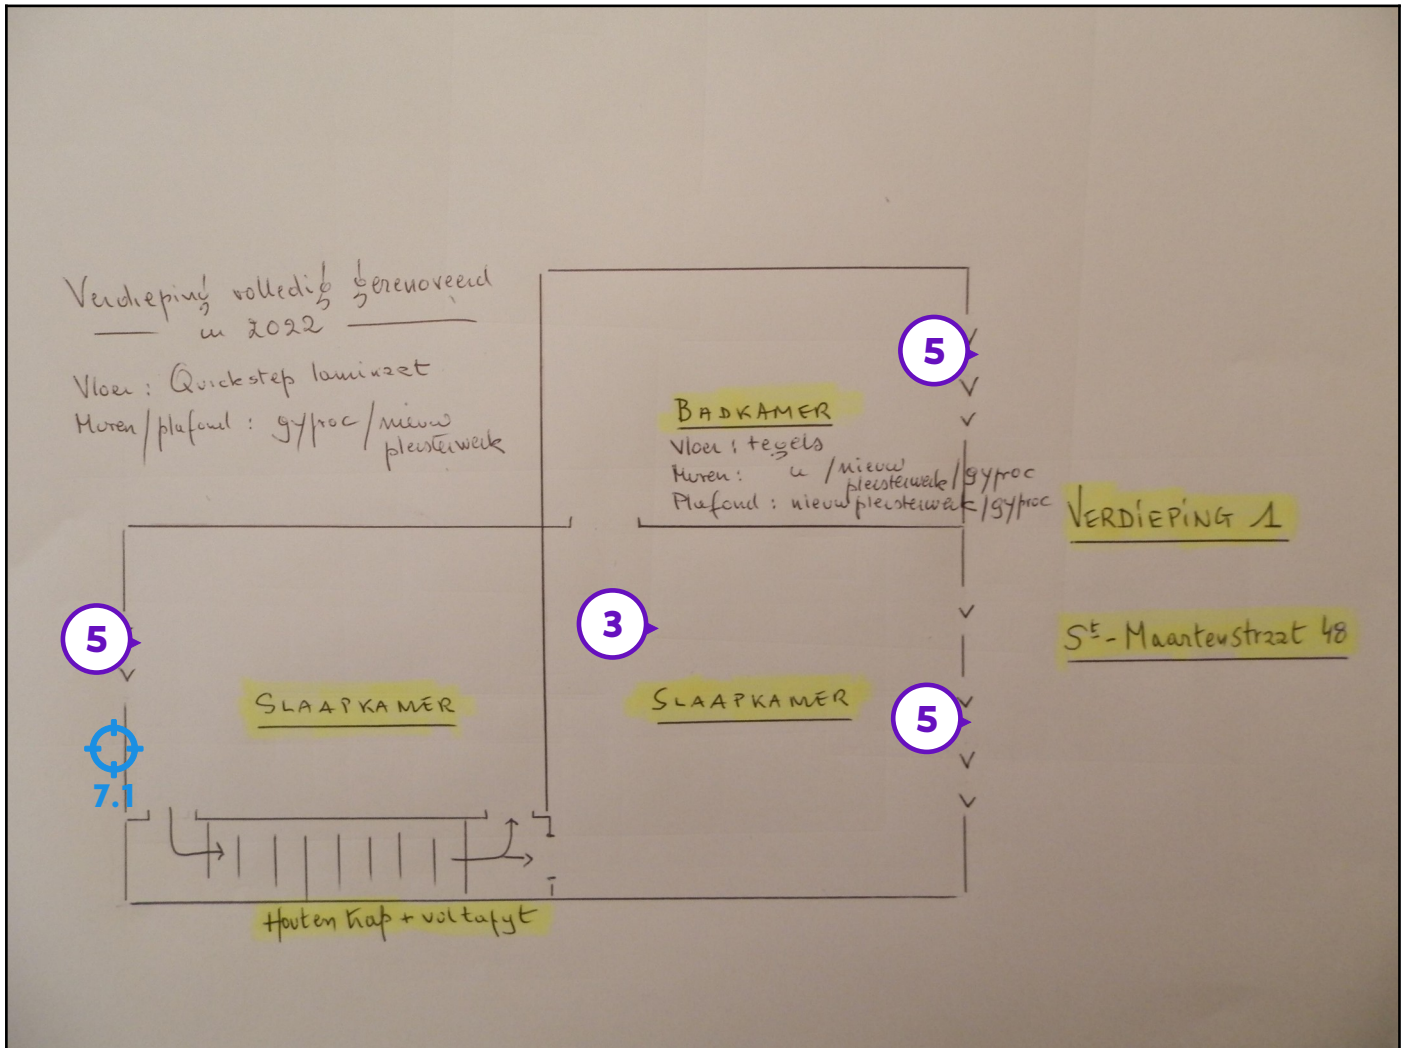 Verdieping volledig gerenoveerd
in 2022
Vloer : Quickstep laminaat
Muren/plafond : gyproc/nieuw
pleisterwerk
5
BADKAMER
Vloer : tegels
Muren : " /nieuw pleisterwerk/gyproc
Plafond : nieuw pleisterwerk/gyproc
VERDIEPING 1
St-Maartenstraat 48
5
3
SLAAPKAMER
SLAAPKAMER
5
7.1
Houten trap + voltapyt